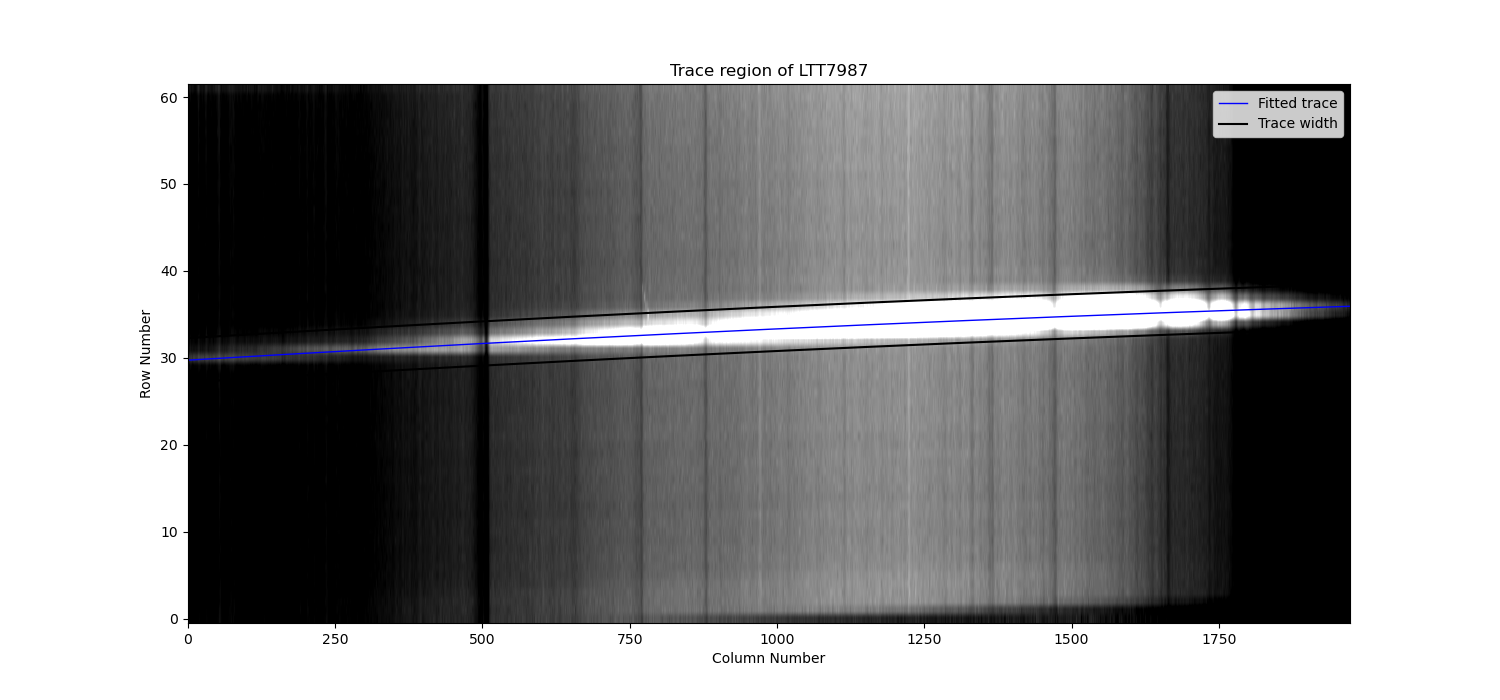 Trace region of LTT7987
Fitted trace
Trace width
Row Number
60
50
40
30
20
10
0
0 250 500 750 1000 1250 1500 1750
Column Number